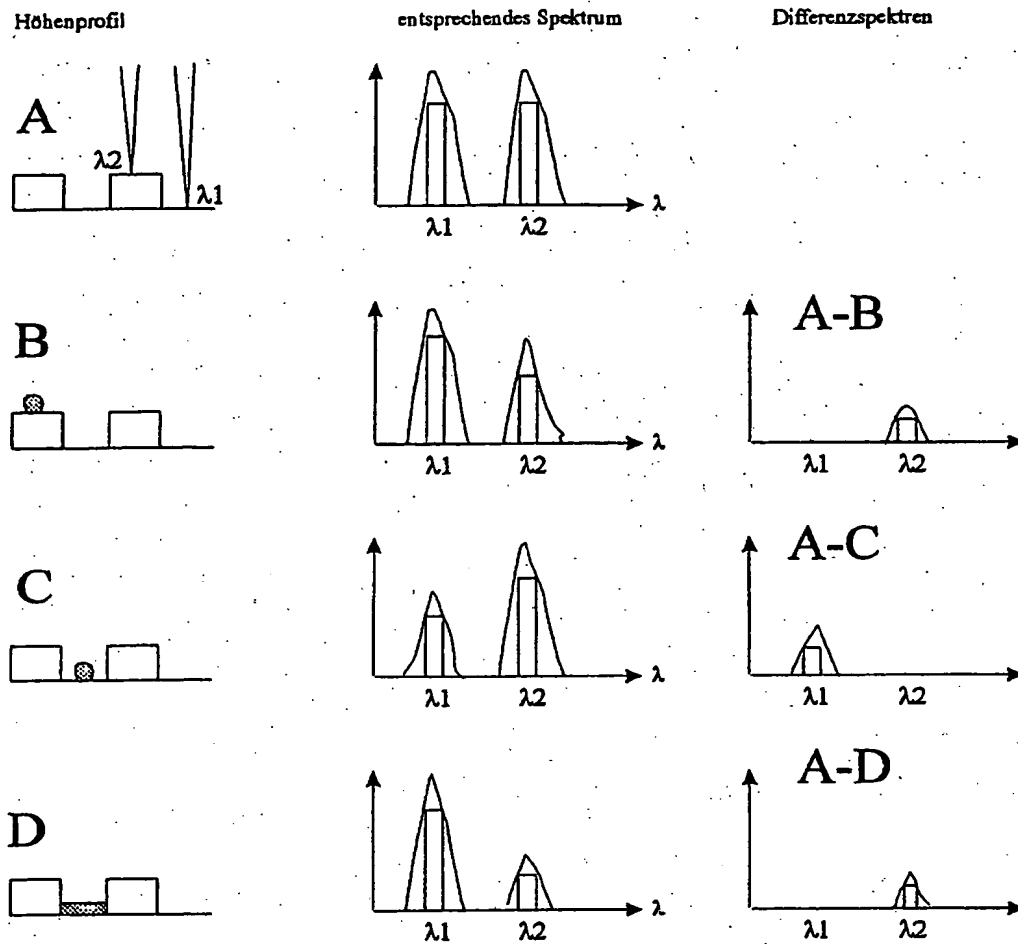 Höhenprofil
entsprechendes Spektrum
Differenzspektren
A
λ2
λ1
λ
λ1 λ2
B
λ
λ1 λ2
A-B
λ1 λ2
C
λ
λ1 λ2
A-C
λ1 λ2
D
λ
λ1 λ2
A-D
λ1 λ2